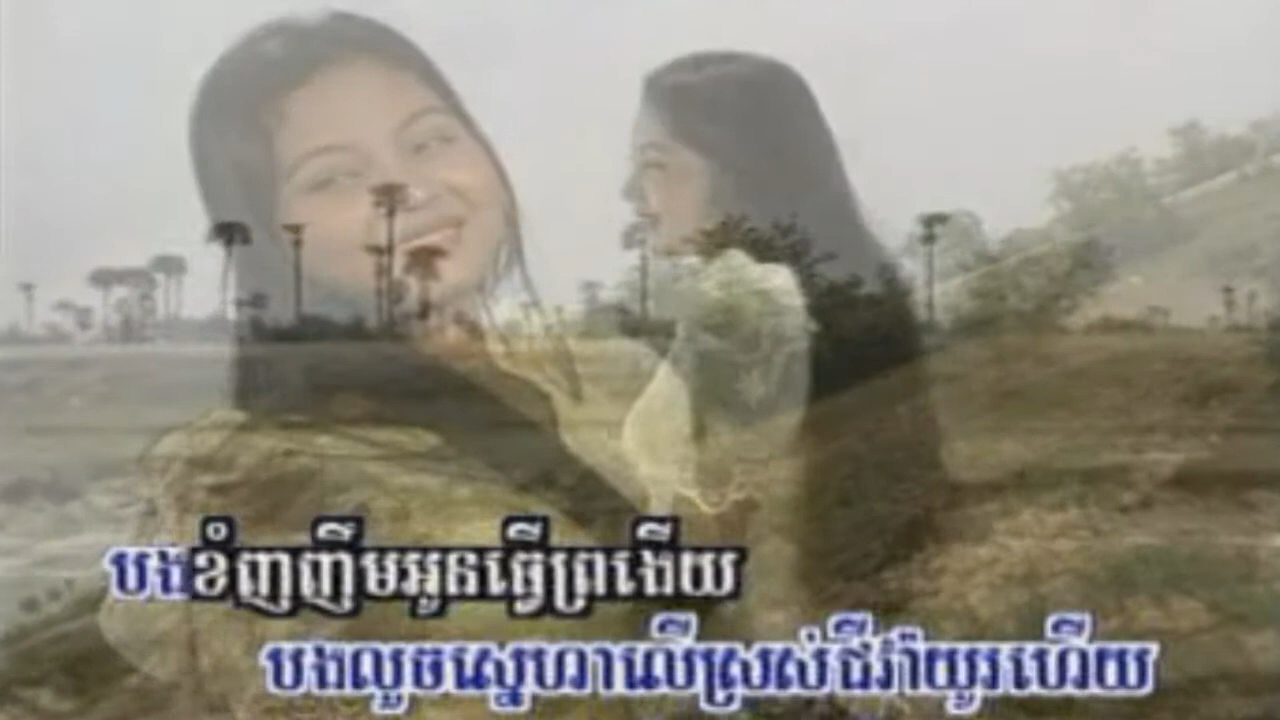 បងខំញញឹមអូនធ្វើព្រងើយ
បងលួចស្នេហាលើស្រស់ជីវ៉ាយូរហើយ